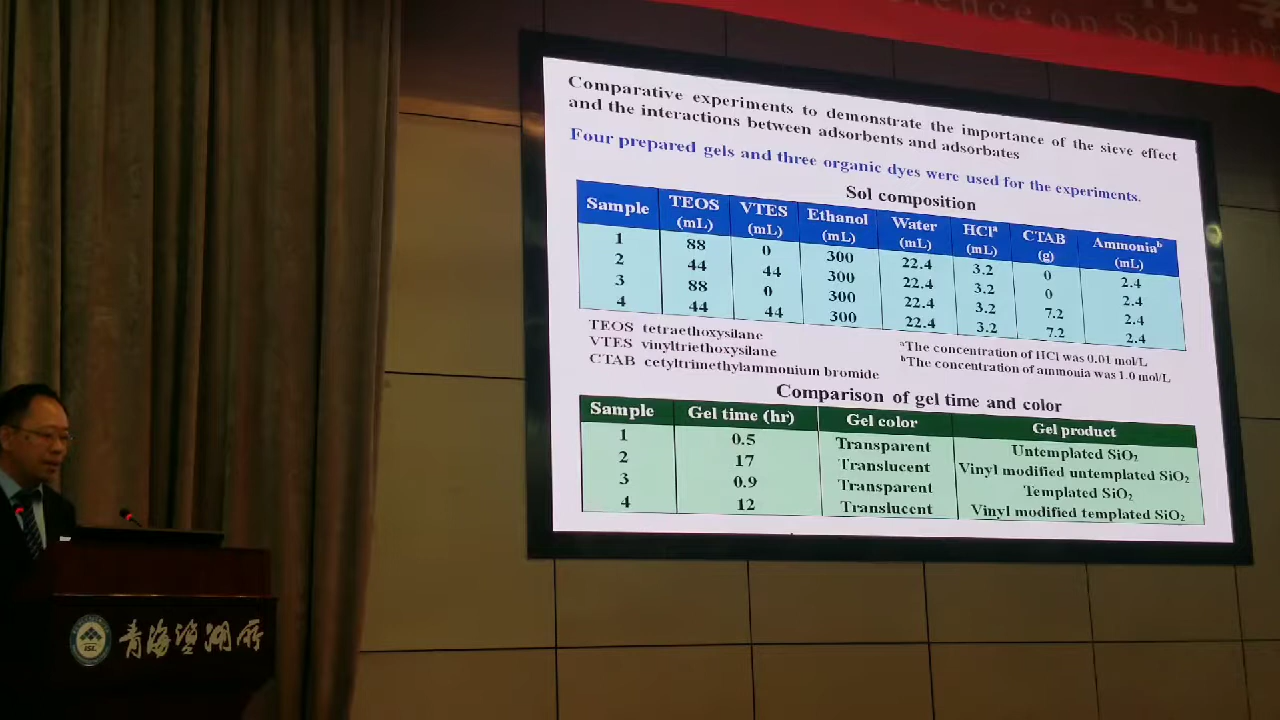 ence on Solution
Comparative experiments to demonstrate the importance of the sieve effect
and the interactions between adsorbents and adsorbates
Four prepared gels and three organic dyes were used for the experiments.
Sol composition
Sample TEOS (mL) VTES (mL) Ethanol (mL) Water (mL) HClᵃ (mL) CTAB (g) Ammoniaᵇ (mL)
1 88 0 300 22.4 3.2 0 2.4
2 44 44 300 22.4 3.2 0 2.4
3 88 0 300 22.4 3.2 7.2 2.4
4 44 44 300 22.4 3.2 7.2 2.4
TEOS tetraethoxysilane
VTES vinyltriethoxysilane
CTAB cetyltrimethylammonium bromide
ᵃThe concentration of HCl was 0.01 mol/L
ᵇThe concentration of ammonia was 1.0 mol/L
Comparison of gel time and color
Sample Gel time (hr) Gel color Gel product
1 0.5 Transparent Untemplated SiO₂
2 17 Translucent Vinyl modified untemplated SiO₂
3 0.9 Transparent Templated SiO₂
4 12 Translucent Vinyl modified templated SiO₂
ISL
青海盐湖所